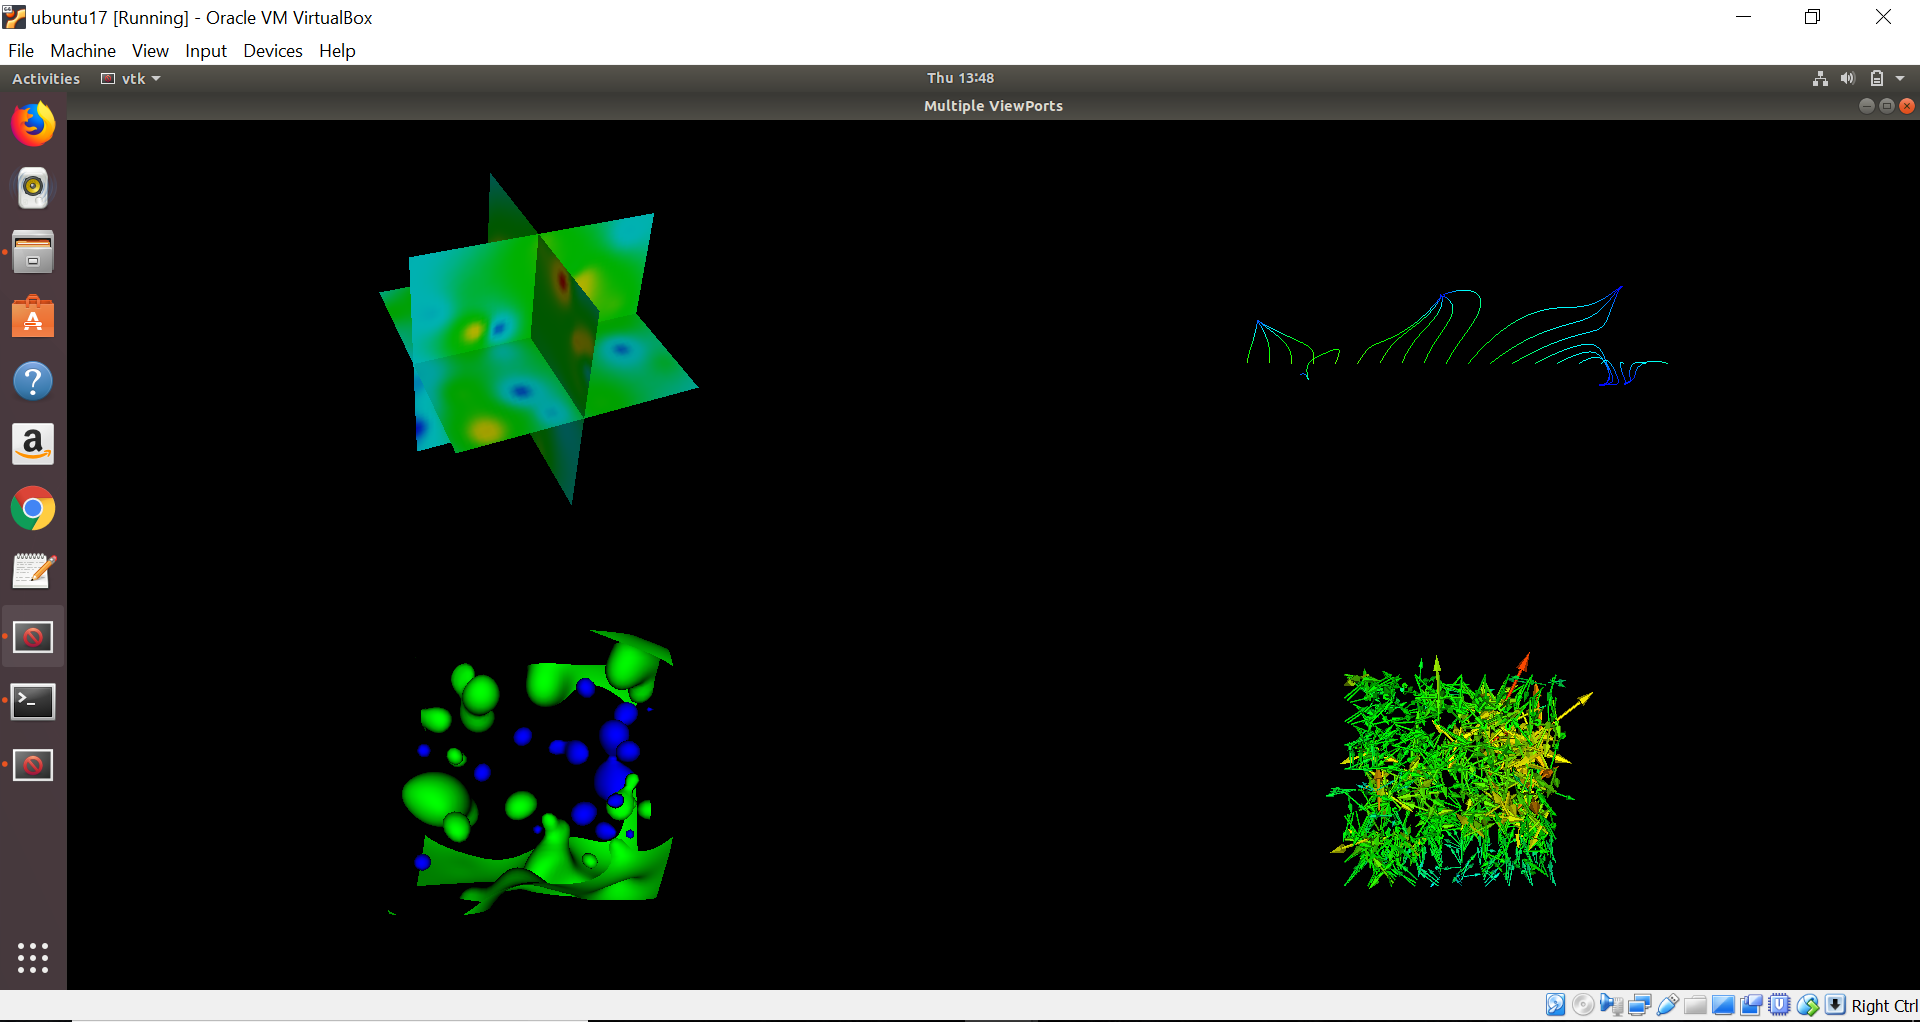 ubuntu17 [Running] - Oracle VM VirtualBox
File Machine View Input Devices Help
Activities vtk Thu 13:48
Multiple ViewPorts
Right Ctrl